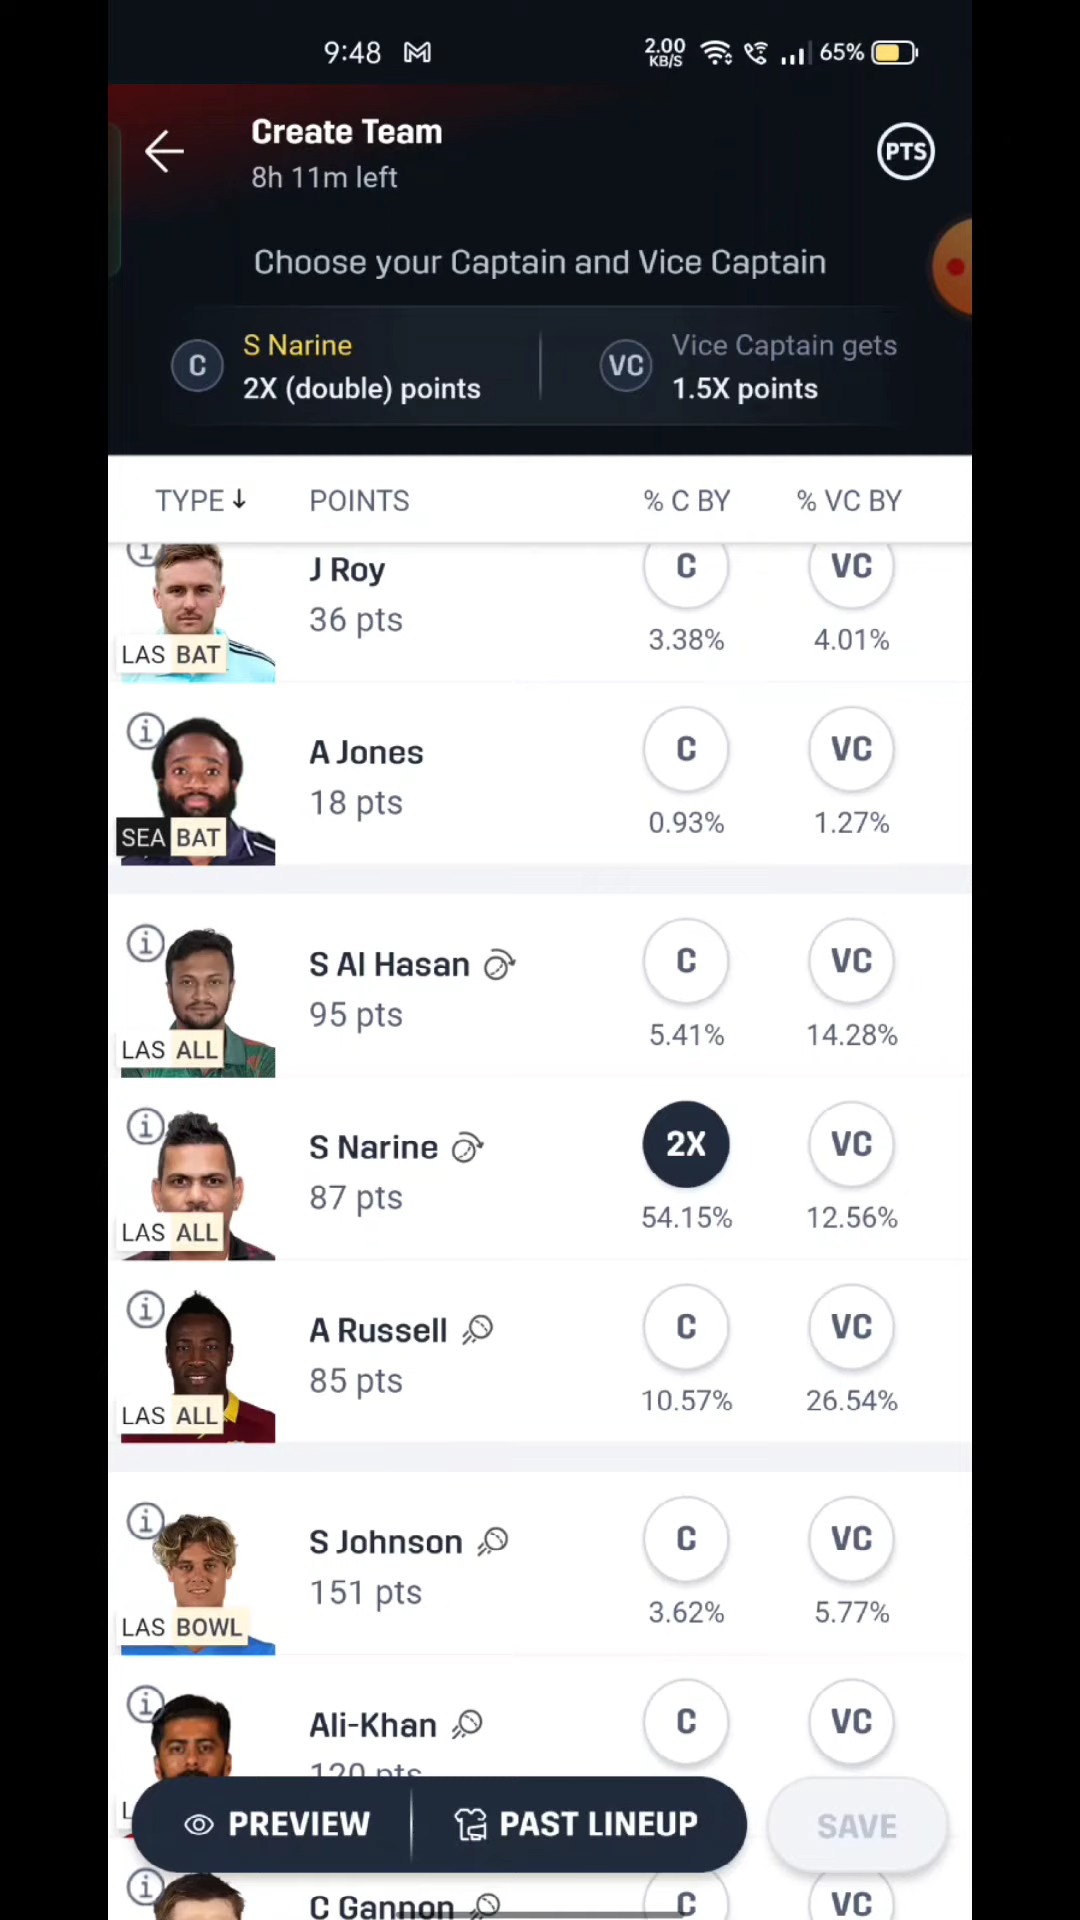 9:48 2.00 KB/S 65%
Create Team
8h 11m left
PTS
Choose your Captain and Vice Captain
C S Narine VC Vice Captain gets
2X (double) points 1.5X points
TYPE POINTS % C BY % VC BY
J Roy C VC
36 pts 3.38% 4.01%
LAS BAT
A Jones C VC
18 pts 0.93% 1.27%
SEA BAT
S Al Hasan C VC
95 pts 5.41% 14.28%
LAS ALL
S Narine 2X VC
87 pts 54.15% 12.56%
LAS ALL
A Russell C VC
85 pts 10.57% 26.54%
LAS ALL
S Johnson C VC
151 pts 3.62% 5.77%
LAS BOWL
Ali-Khan C VC
120 pts
PREVIEW PAST LINEUP SAVE
C Gannon C VC